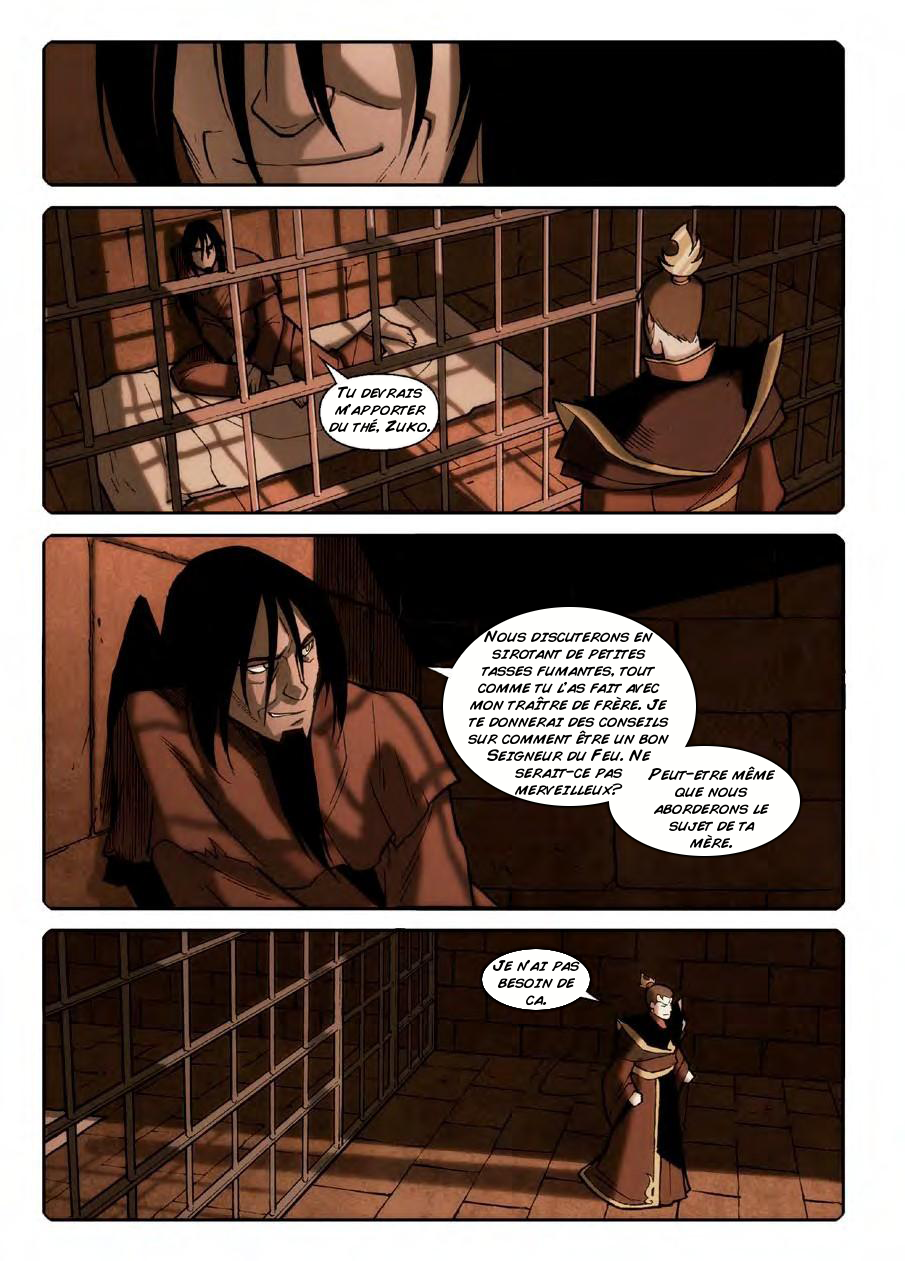 Tu devrais
m'apporter
du thé, Zuko.
Nous discuterons en
sirotant de petites
tasses fumantes, tout
comme tu l'as fait avec
mon traître de frère. Je
te donnerai des conseils
sur comment être un bon
Seigneur du Feu. Ne
serait-ce pas
merveilleux?
Peut-etre même
que nous
aborderons le
sujet de ta
mère.
Je n'ai pas
besoin de
ca.